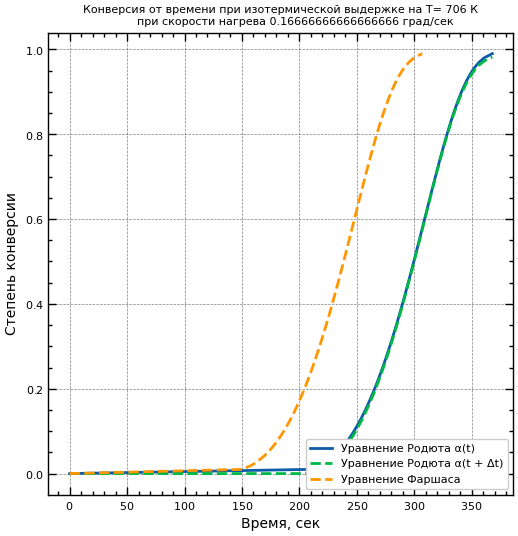 Конверсия от времени при изотермической выдержке на T= 706 K
при скорости нагрева 0.16666666666666666 град/сек
Степень конверсии
1.0
0.8
0.6
0.4
0.2
0.0
Уравнение Родюта α(t)
Уравнение Родюта α(t + Δt)
Уравнение Фаршаса
0 50 100 150 200 250 300 350
Время, сек